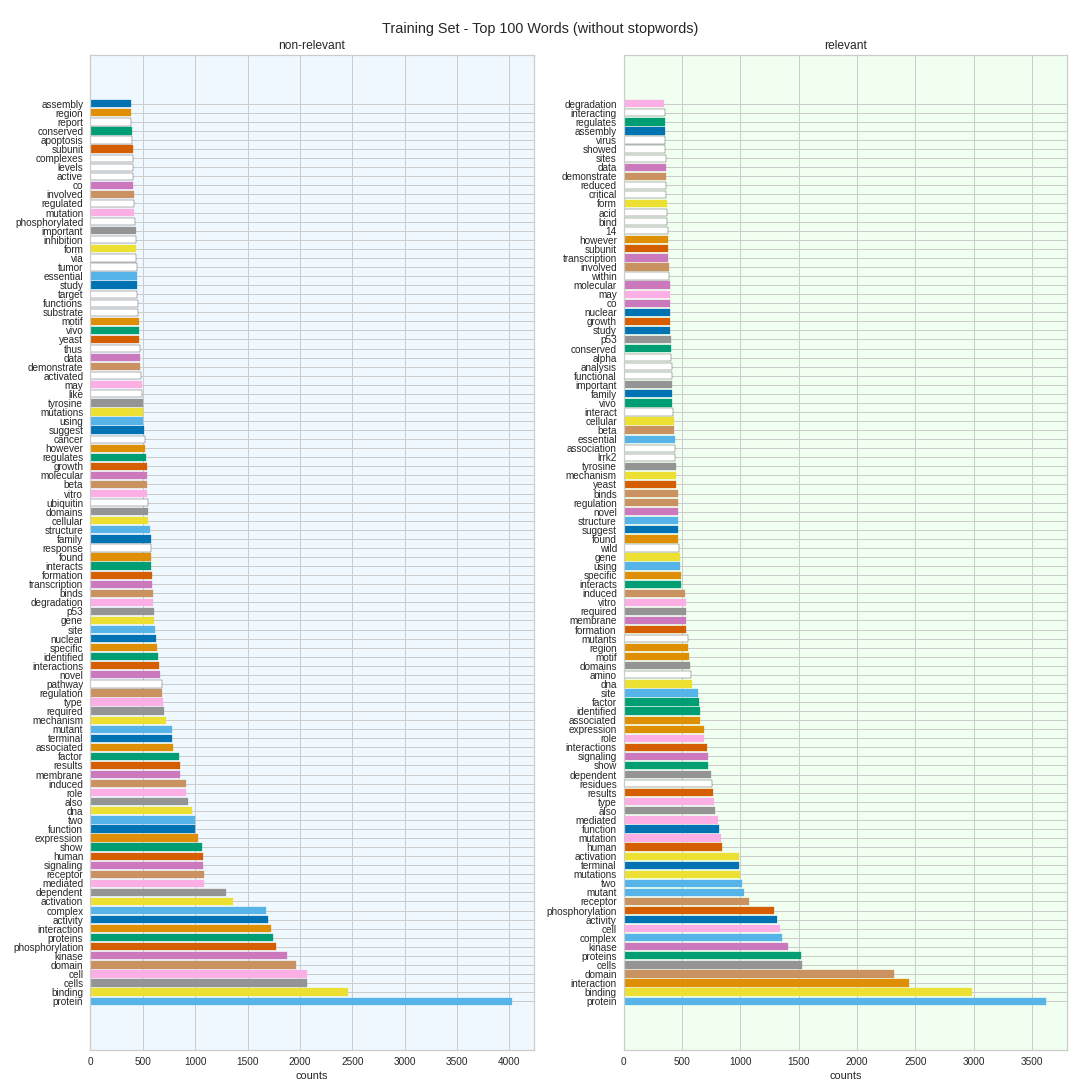 Training Set - Top 100 Words (without stopwords)
non-relevant
assembly
region
report
conserved
apoptosis
subunit
complexes
levels
active
co
involved
regulated
mutation
phosphorylated
important
inhibition
form
via
tumor
essential
study
target
functions
substrate
motif
vivo
yeast
thus
data
demonstrate
activated
may
like
tyrosine
mutations
using
suggest
cancer
however
regulates
growth
molecular
beta
vitro
ubiquitin
domains
cellular
structure
family
response
found
interacts
formation
transcription
binds
degradation
p53
gene
site
nuclear
specific
identified
interactions
novel
pathway
regulation
type
required
mechanism
mutant
terminal
associated
factor
results
membrane
induced
role
also
dna
two
function
expression
show
human
signaling
receptor
mediated
dependent
activation
complex
activity
interaction
proteins
phosphorylation
kinase
domain
cell
cells
binding
protein
0 500 1000 1500 2000 2500 3000 3500 4000
counts
relevant
degradation
interacting
regulates
assembly
virus
showed
sites
data
demonstrate
reduced
critical
form
acid
bind
14
however
subunit
transcription
involved
within
molecular
may
co
nuclear
growth
study
p53
conserved
alpha
analysis
functional
important
family
vivo
interact
cellular
beta
essential
association
lrrk2
tyrosine
mechanism
yeast
binds
regulation
novel
structure
suggest
found
wild
gene
using
specific
interacts
induced
vitro
required
membrane
formation
mutants
region
motif
domains
amino
dna
site
factor
identified
associated
expression
role
interactions
signaling
show
dependent
residues
results
type
also
mediated
function
mutation
human
activation
terminal
mutations
two
mutant
receptor
phosphorylation
activity
cell
complex
kinase
proteins
cells
domain
interaction
binding
protein
0 500 1000 1500 2000 2500 3000 3500
counts